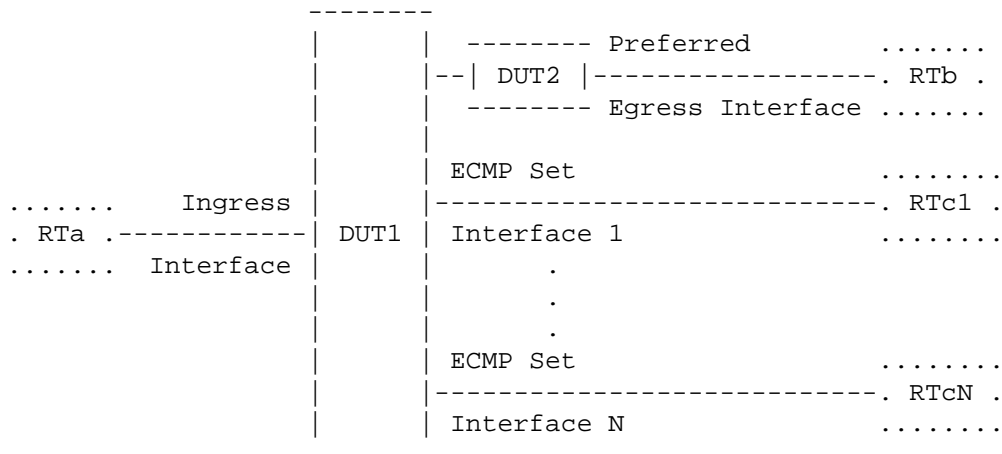 -------- Preferred .......
--| DUT2 |------------------. RTb .
-------- Egress Interface .......
ECMP Set ........
....... Ingress |----------------------------. RTc1 .
. RTa .------------| DUT1 | Interface 1 ........
....... Interface
.
.
.
ECMP Set ........
|----------------------------. RTcN .
Interface N ........